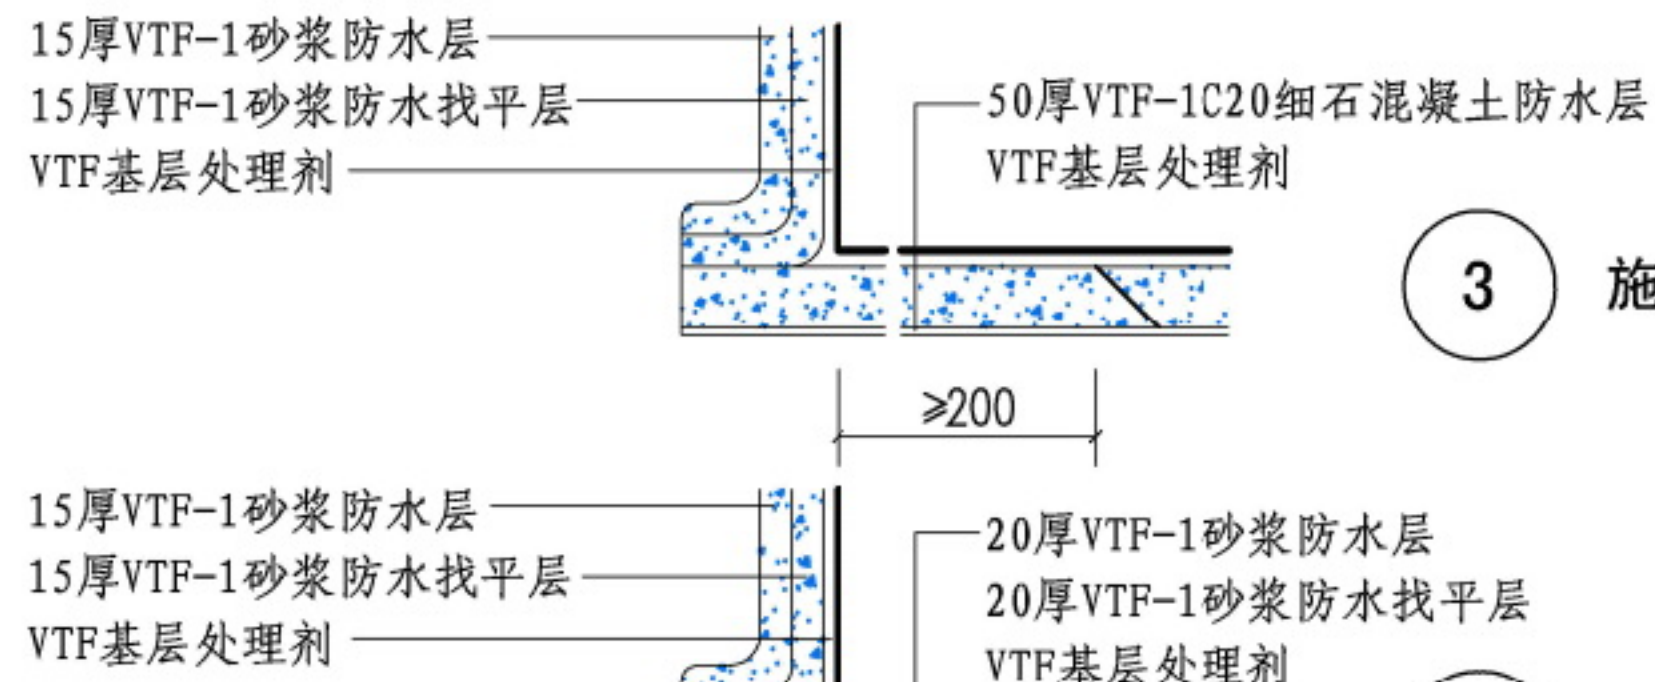 15厚VTF-1砂浆防水层
15厚VTF-1砂浆防水找平层
VTF基层处理剂
50厚VTF-1C20细石混凝土防水层
VTF基层处理剂
3 施
≥200
15厚VTF-1砂浆防水层
15厚VTF-1砂浆防水找平层
VTF基层处理剂
20厚VTF-1砂浆防水层
20厚VTF-1砂浆防水找平层
VTF基层处理剂